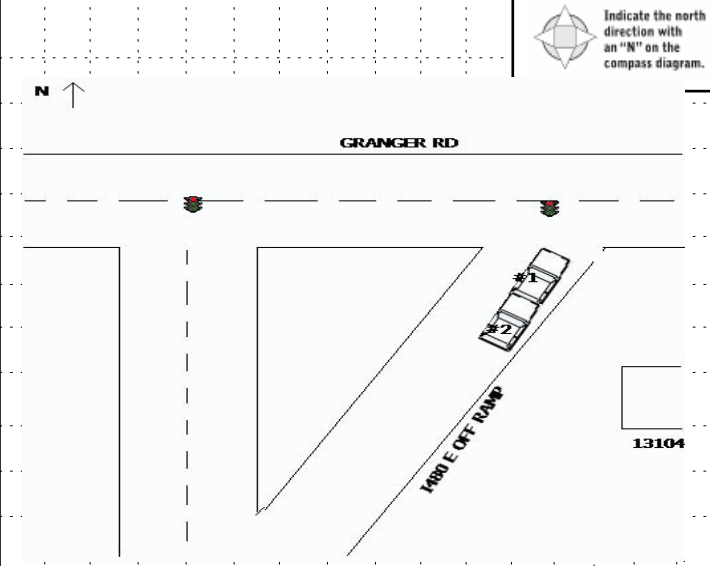 Indicate the north
direction with
an "N" on the
compass diagram.
N
GRANGER RD
#1
#2
I480 E OFF RAMP
13104